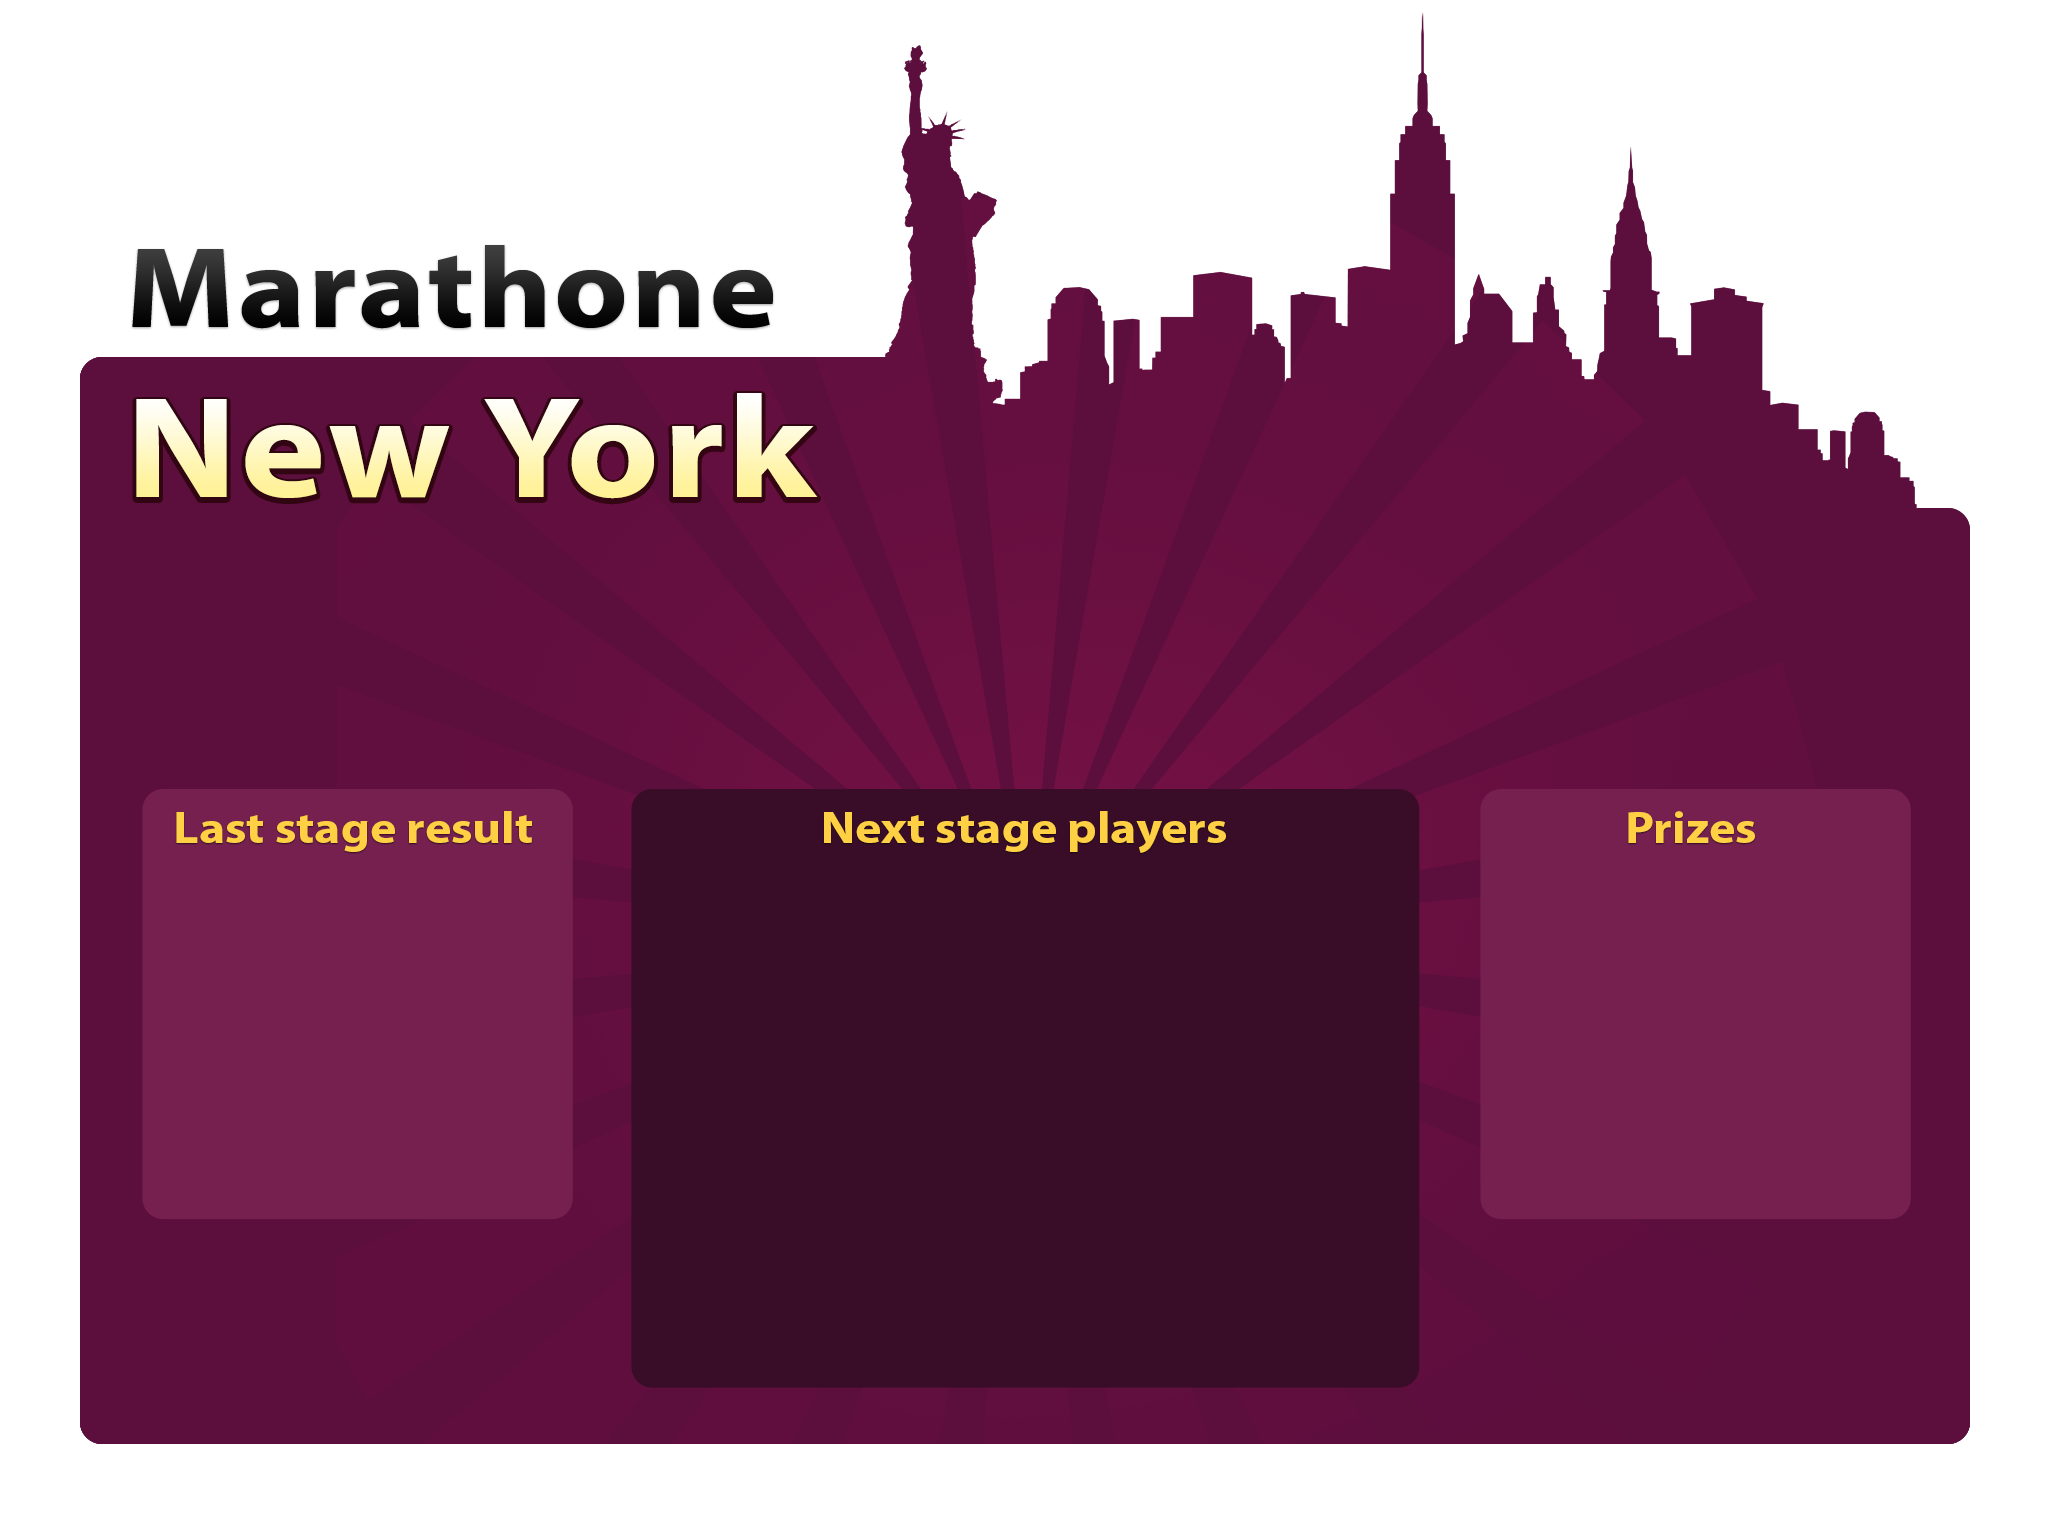 Marathone
New York
Last stage result
Next stage players
Prizes